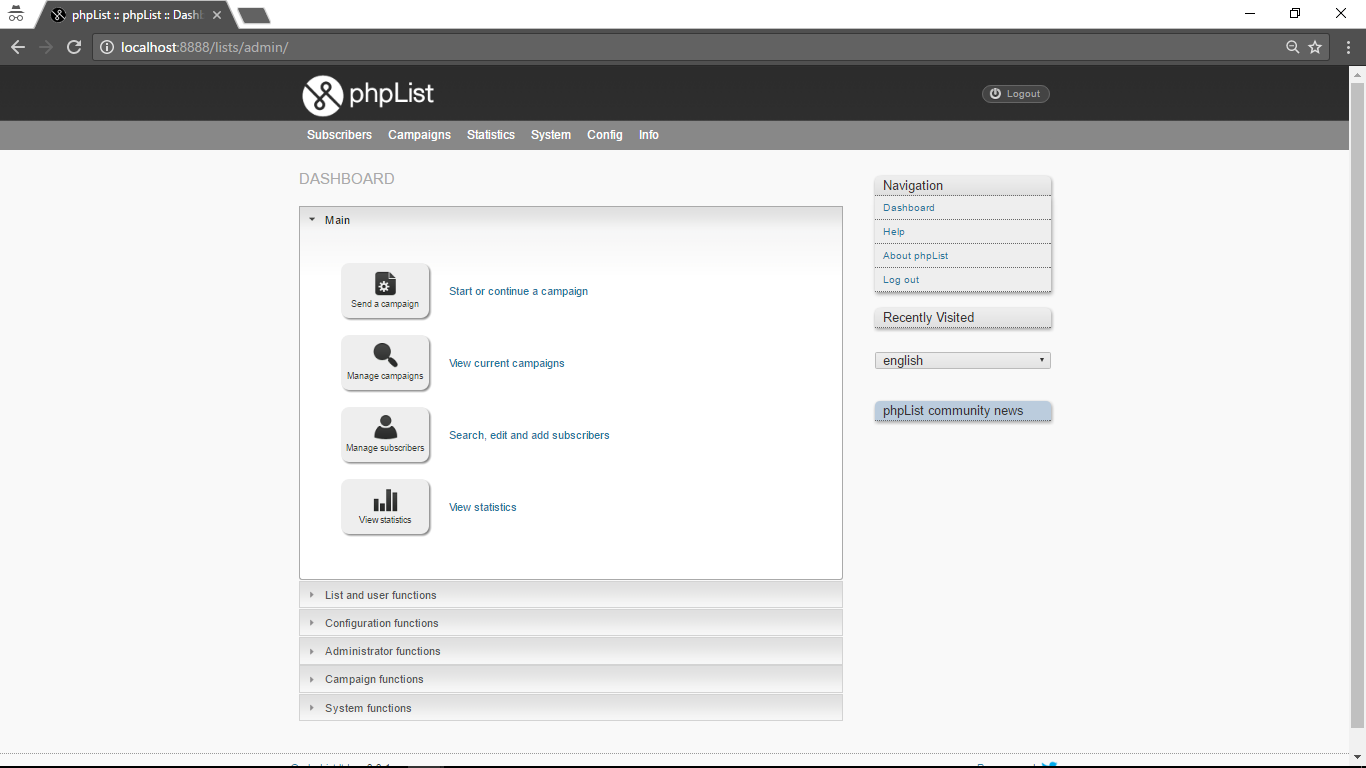 phpList :: phpList :: Dash
localhost:8888/lists/admin/
phpList
Logout
Subscribers Campaigns Statistics System Config Info
DASHBOARD
Main
Send a campaign
Start or continue a campaign
Manage campaigns
View current campaigns
Manage subscribers
Search, edit and add subscribers
View statistics
View statistics
List and user functions
Configuration functions
Administrator functions
Campaign functions
System functions
Navigation
Dashboard
Help
About phpList
Log out
Recently Visited
english
phpList community news